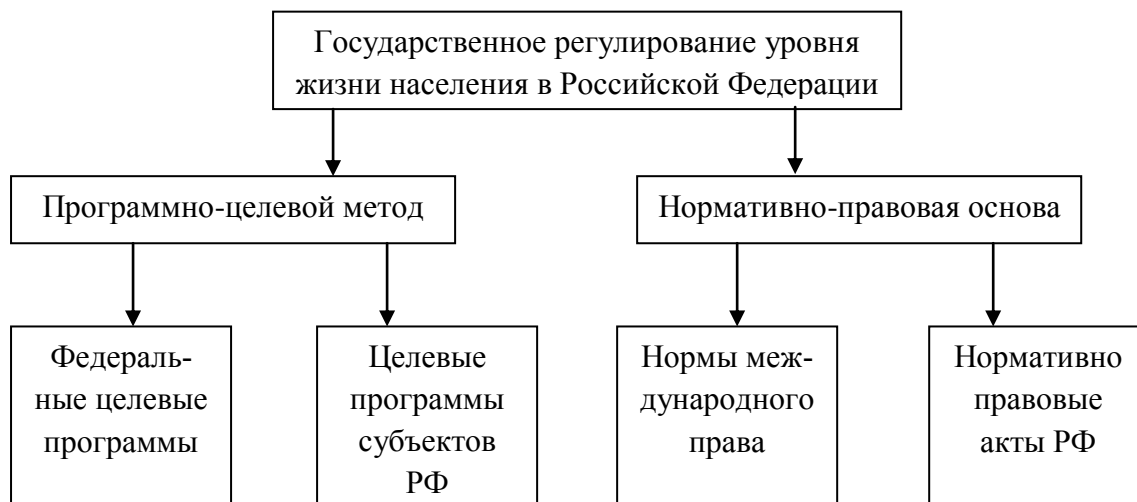 Государственное регулирование уровня
жизни населения в Российской Федерации
Программно-целевой метод
Нормативно-правовая основа
Федераль-
ные целевые
программы
Целевые
программы
субъектов
РФ
Нормы меж-
дународного
права
Нормативно
правовые
акты РФ